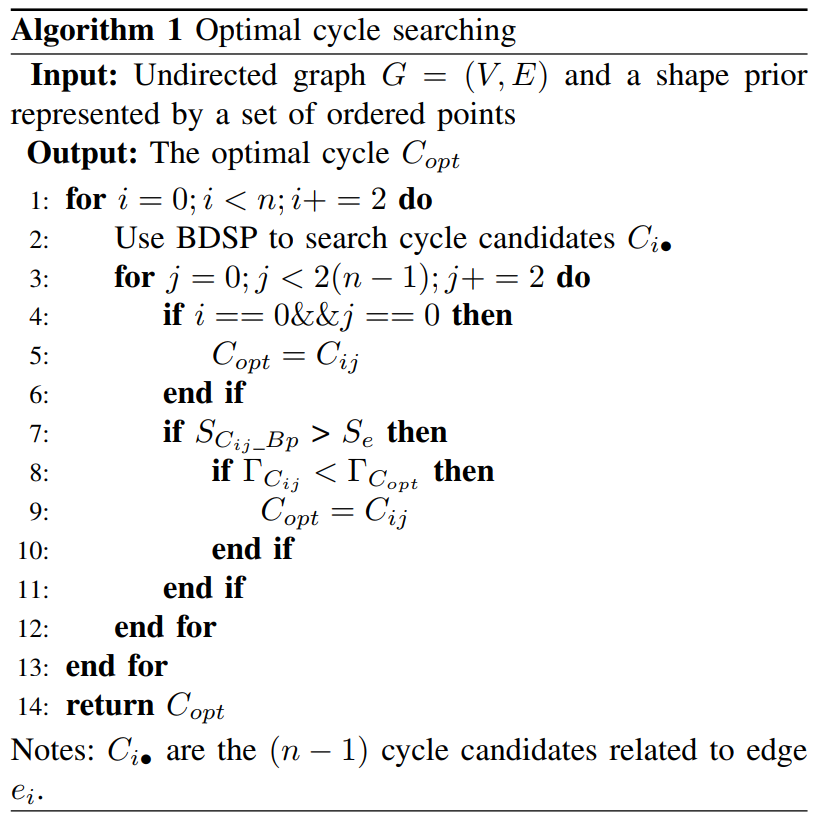 Algorithm 1 Optimal cycle searching
Input: Undirected graph G = (V, E) and a shape prior
represented by a set of ordered points
Output: The optimal cycle C_{opt}
1: for i = 0; i < n; i+ = 2 do
2: Use BDSP to search cycle candidates C_{i●}
3: for j = 0; j < 2(n − 1); j+ = 2 do
4: if i == 0&&j == 0 then
5: C_{opt} = C_{ij}
6: end if
7: if S_{C_{ij}\_Bp} > S_e then
8: if Γ_{C_{ij}} < Γ_{C_{opt}} then
9: C_{opt} = C_{ij}
10: end if
11: end if
12: end for
13: end for
14: return C_{opt}
Notes: C_{i●} are the (n − 1) cycle candidates related to edge
e_i.